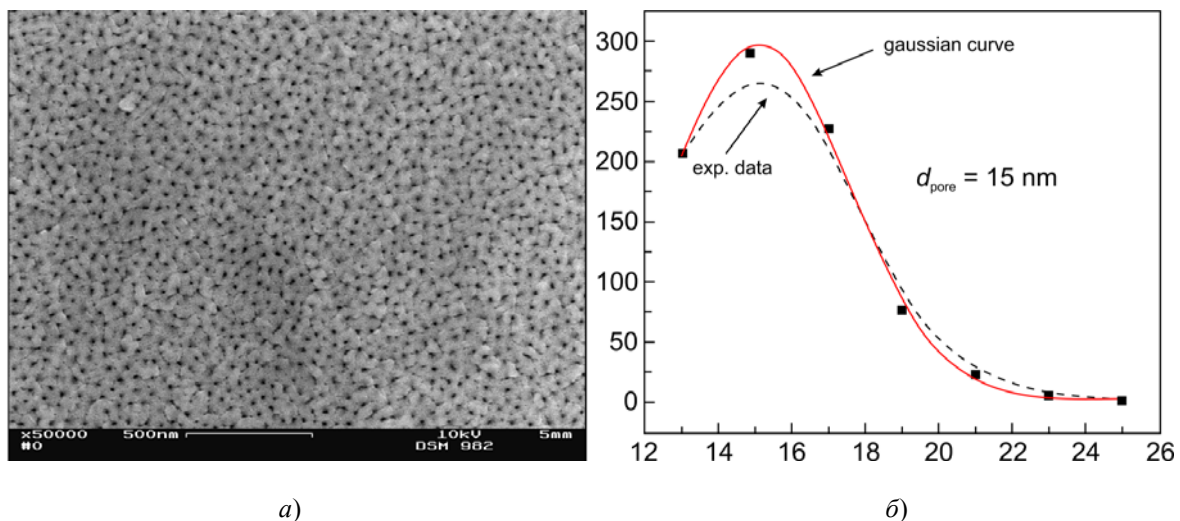 x50000 500nm 10kV 5mm
#0 DSM 982
300
250
200
150
100
50
0
gaussian curve
exp. data
d_pore = 15 nm
12 14 16 18 20 22 24 26
а) б)